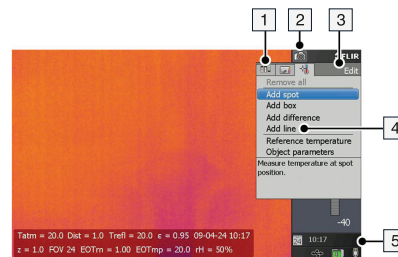 1
2
3
FLIR
Edit
Remove all
Add spot
Add box
Add difference
Add line
4
Reference temperature
Object parameters
Measure temperature at spot
position.
-40
Tatm = 20.0 Dist = 1.0 Trefl = 20.0 ε = 0.95 09-04-24 10:17
z = 1.0 FOV 24 EOTrn = 1.00 EOTmp = 20.0 rH = 50%
24 10:17
5